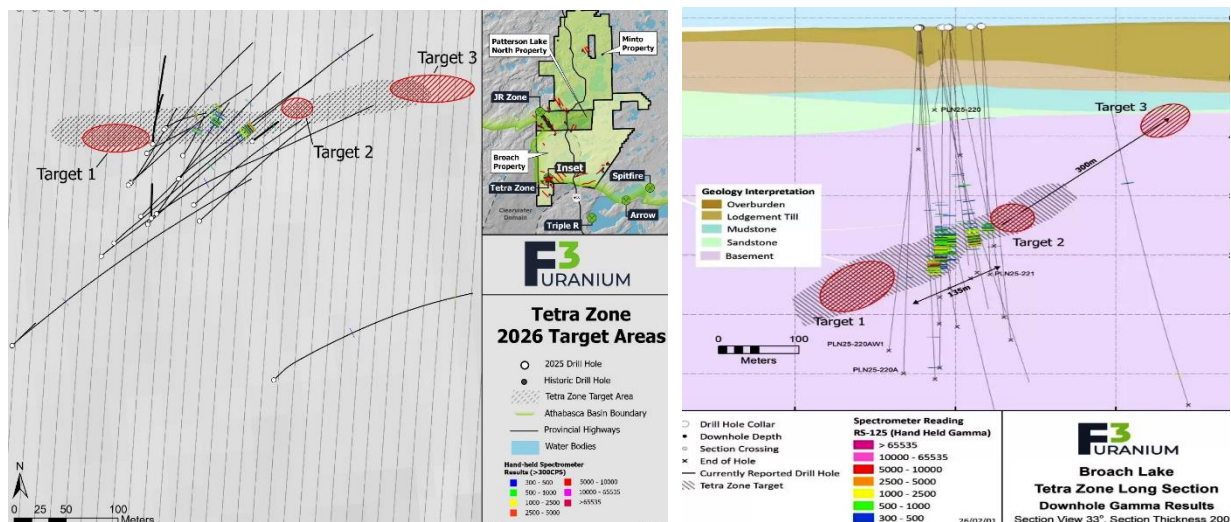 Target 3
Target 1
Target 2
N
0 25 50 100
Meters
Patterson Lake
North Property
Minto
Property
JR Zone
Broach
Property
Inset
Tetra Zone
Spitfire
Arrow
Clearwater
Domain
Triple R
F3
URANIUM
Tetra Zone
2026 Target Areas
2025 Drill Hole
Historic Drill Hole
Tetra Zone Target Area
Athabasca Basin Boundary
Provincial Highways
Water Bodies
Hand-held Spectrometer
Results (>300CPS)
300 - 500
500 - 1000
1000 - 2500
2500 - 5000
5000 - 10000
10000 - 65535
>65535
PLN25-220
Target 3
300m
Geology Interpretation
Overburden
Lodgement Till
Mudstone
Sandstone
Basement
Target 2
PLN25-221
135m
Target 1
0 100
Meters
PLN25-220AW1
PLN25-220A
Drill Hole Collar
Downhole Depth
Section Crossing
End of Hole
Currently Reported Drill Hole
Tetra Zone Target
Spectrometer Reading
RS-125 (Hand Held Gamma)
> 65535
10000 - 65535
5000 - 10000
2500 - 5000
1000 - 2500
500 - 1000
300 - 500
26/02/01
F3
URANIUM
Broach Lake
Tetra Zone Long Section
Downhole Gamma Results
Section View 33°, Section Thickness 200